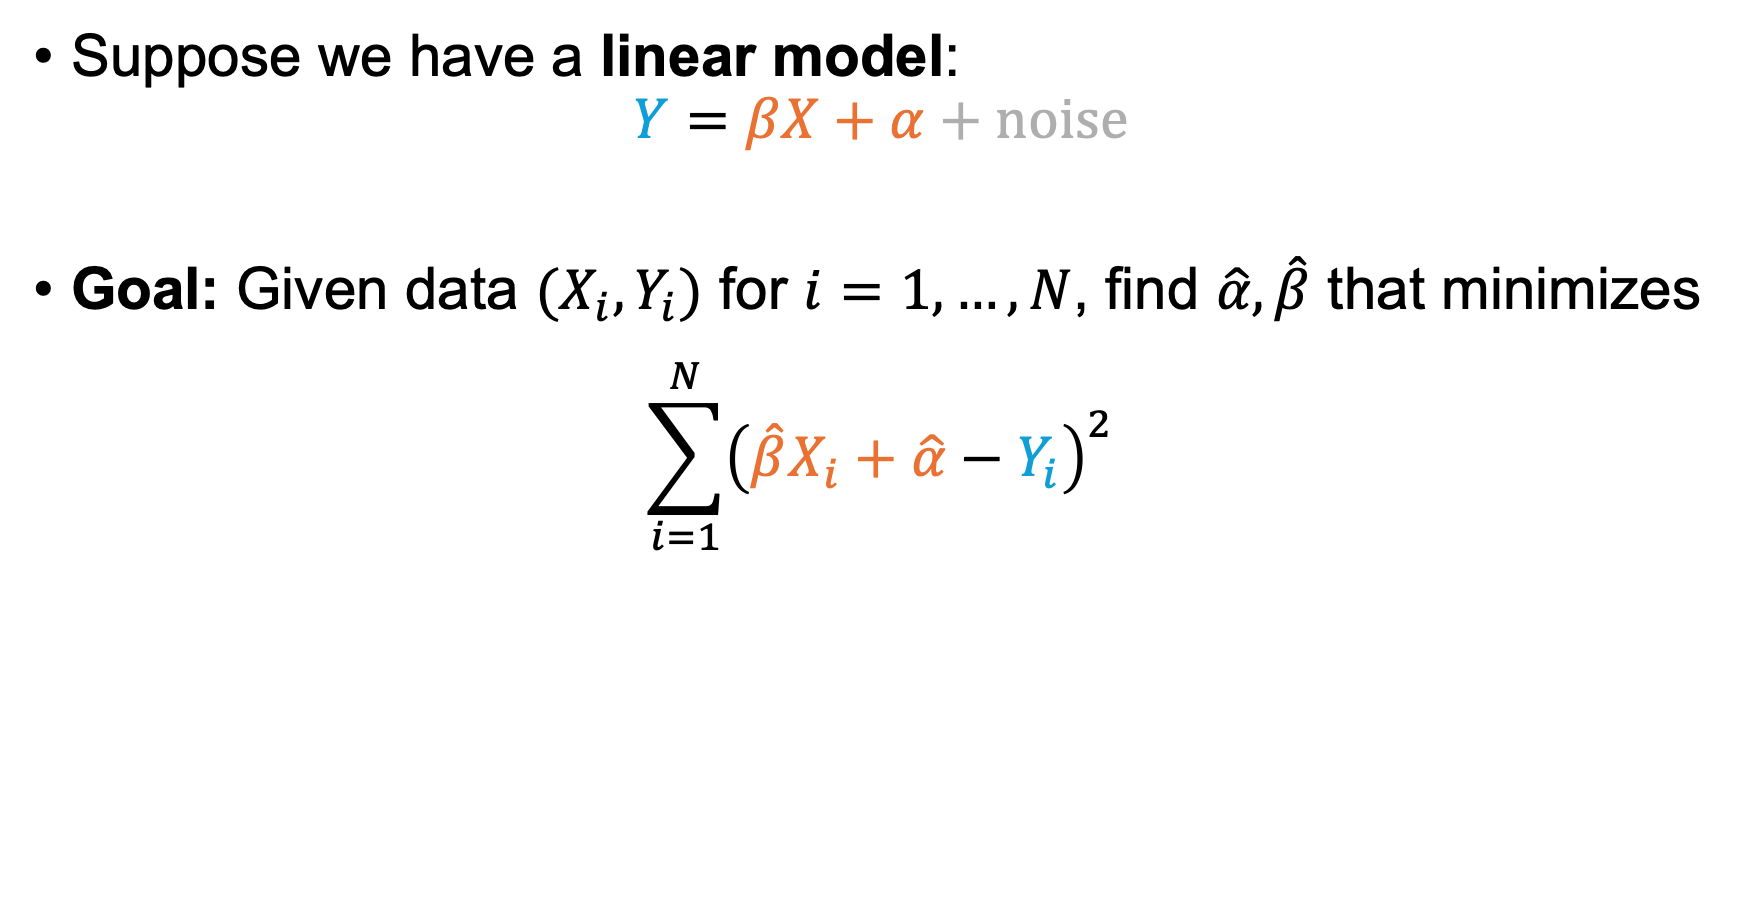 • Suppose we have a linear model:
Y = βX + α + noise
• Goal: Given data (Xᵢ, Yᵢ) for i = 1, … , N, find α̂, β̂ that minimizes
N
∑(β̂Xᵢ + α̂ − Yᵢ)²
i=1